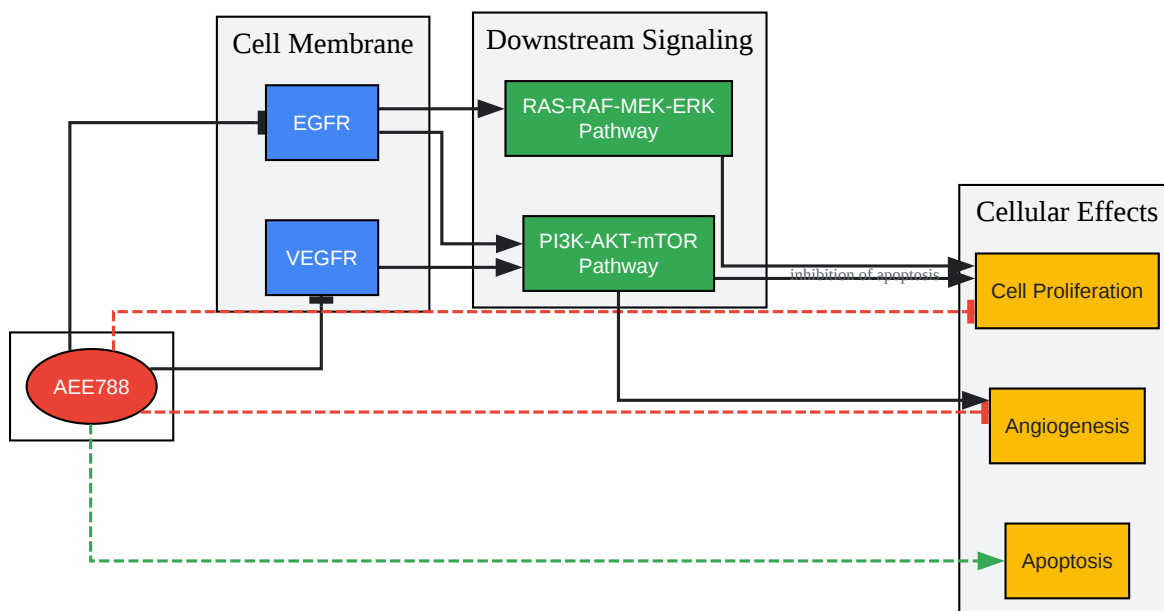 Cell Membrane
Downstream Signaling
EGFR
RAS-RAF-MEK-ERK
Pathway
VEGFR
PI3K-AKT-mTOR
Pathway
inhibition of apoptosis
Cellular Effects
Cell Proliferation
AEE788
Angiogenesis
Apoptosis